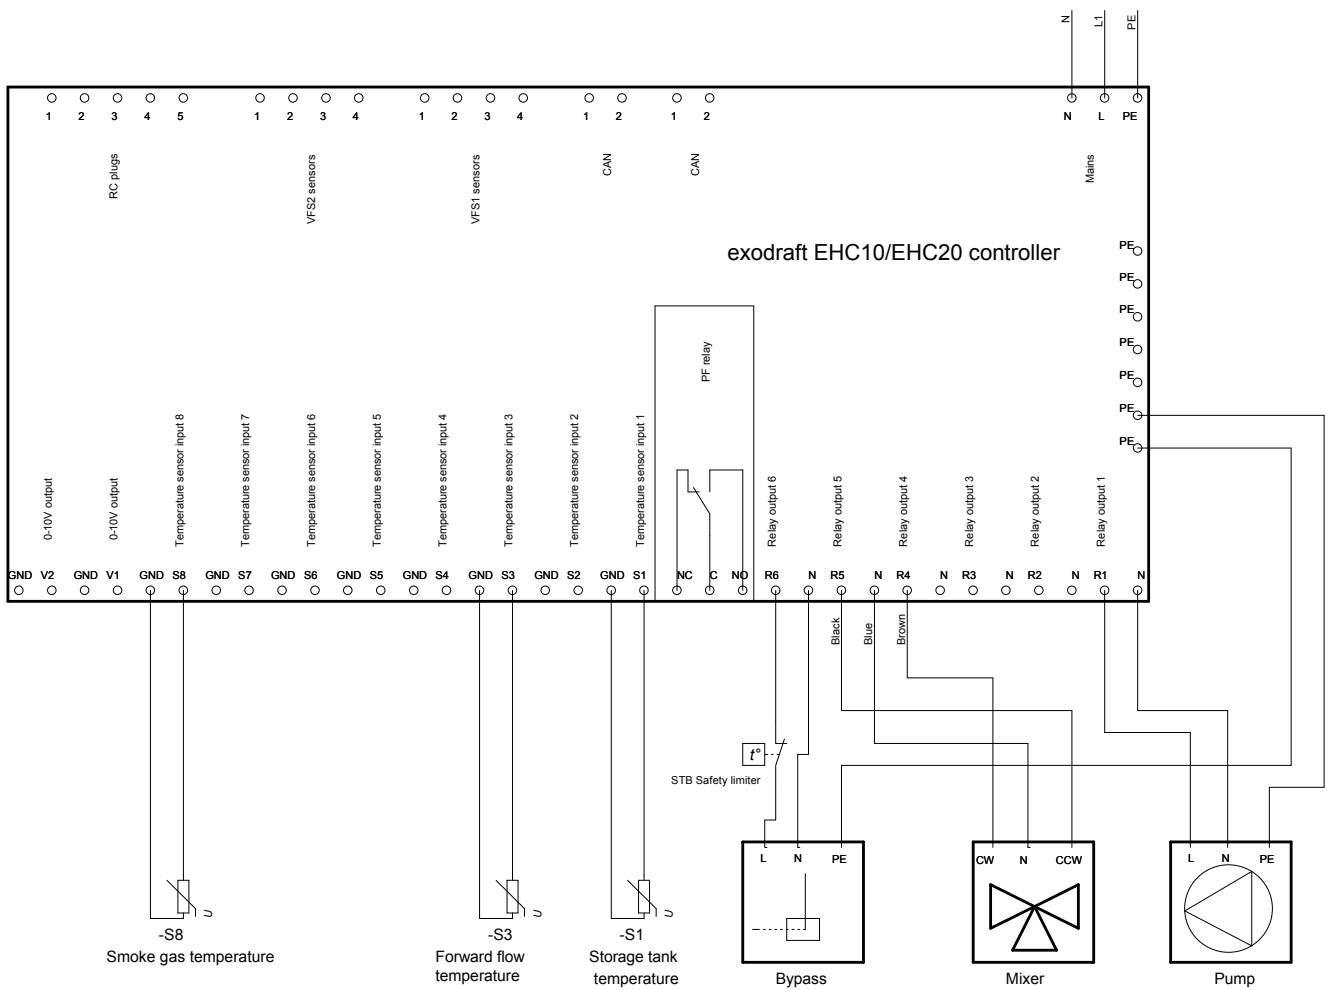 N
L1
PE
1 2 3 4 5
1 2 3 4
1 2 3 4
1 2
1 2
N L PE
RC plugs
VFS2 sensors
VFS1 sensors
CAN
CAN
Mains
exodraft EHC10/EHC20 controller
PE
PE
PE
PE
PE
PE
PE
PF relay
0-10V output
0-10V output
Temperature sensor input 8
Temperature sensor input 7
Temperature sensor input 6
Temperature sensor input 5
Temperature sensor input 4
Temperature sensor input 3
Temperature sensor input 2
Temperature sensor input 1
Relay output 6
Relay output 5
Relay output 4
Relay output 3
Relay output 2
Relay output 1
GND V2 GND V1 GND S8 GND S7 GND S6 GND S5 GND S4 GND S3 GND S2 GND S1 NC C NO R6 N R5 N R4 N R3 N R2 N R1 N
Black
Blue
Brown
t°
STB Safety limiter
L N PE
CW N CCW
L N PE
U
U
U
-S8
Smoke gas temperature
-S3
Forward flow
temperature
-S1
Storage tank
temperature
Bypass
Mixer
Pump